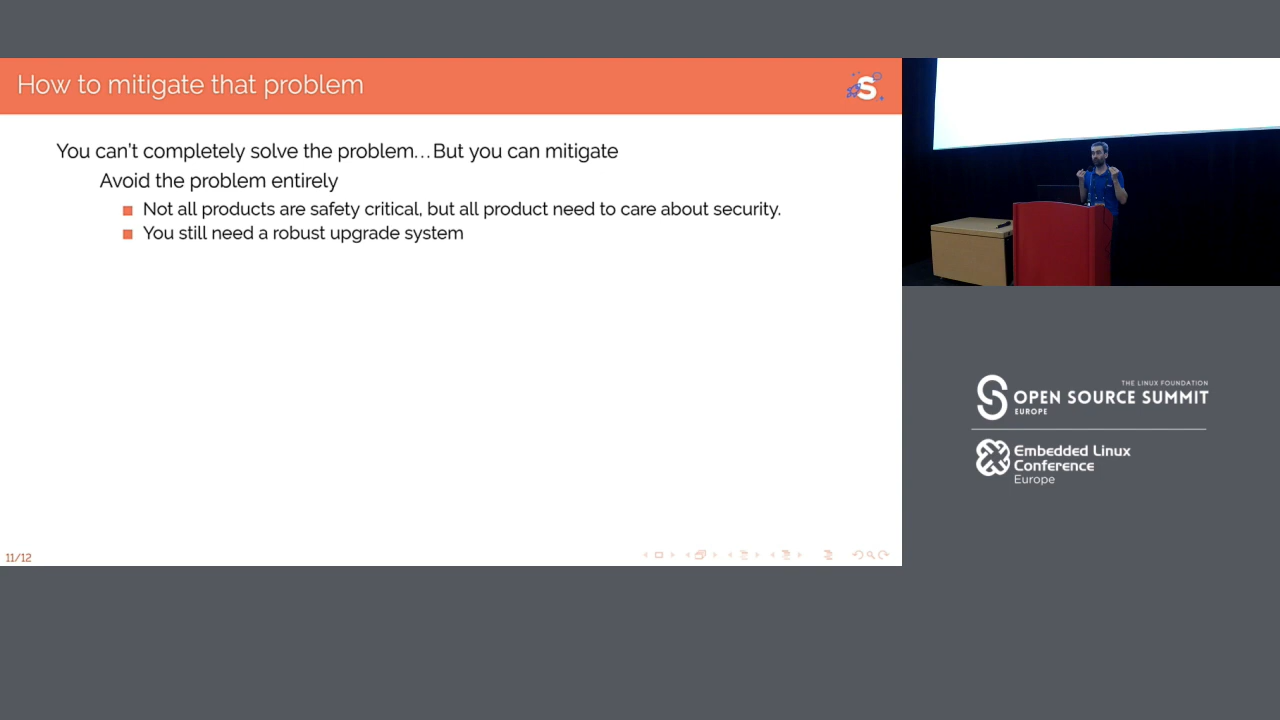 How to mitigate that problem
You can't completely solve the problem...But you can mitigate
Avoid the problem entirely
Not all products are safety critical, but all product need to care about security.
You still need a robust upgrade system
11/12
THE LINUX FOUNDATION
OPEN SOURCE SUMMIT
EUROPE
Embedded Linux
Conference
Europe